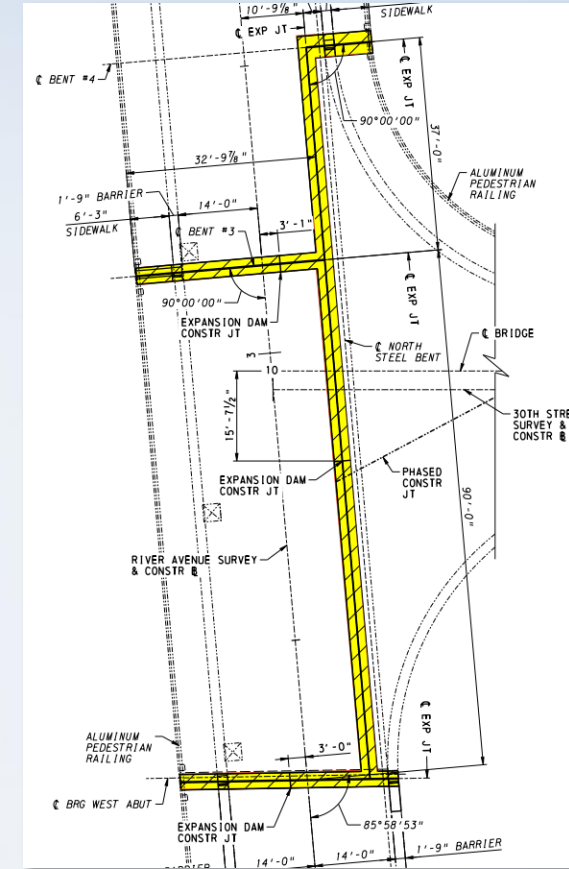 10'-9⅞"
SIDEWALK
℄ EXP JT
℄ BENT #4
℄ EXP JT
90°00'00"
37'-0"
32'-9⅞"
ALUMINUM
PEDESTRIAN
RAILING
1'-9" BARRIER
6'-3"
14'-0"
SIDEWALK
3'-1"
℄ BENT #3
℄ EXP JT
90°00'00"
EXPANSION DAM
CONSTR JT
℄ NORTH
STEEL BENT
3
10
℄ BRIDGE
15'-7½"
30TH STRE
SURVEY &
CONSTR ⅊
EXPANSION DAM
CONSTR JT
PHASED
CONSTR
JT
90'-0"
RIVER AVENUE SURVEY
& CONSTR ⅊
℄ EXP JT
ALUMINUM
PEDESTRIAN
RAILING
3'-0"
℄ BRG WEST ABUT
EXPANSION DAM
CONSTR JT
85°58'53"
1'-9" BARRIER
14'-0"
14'-0"